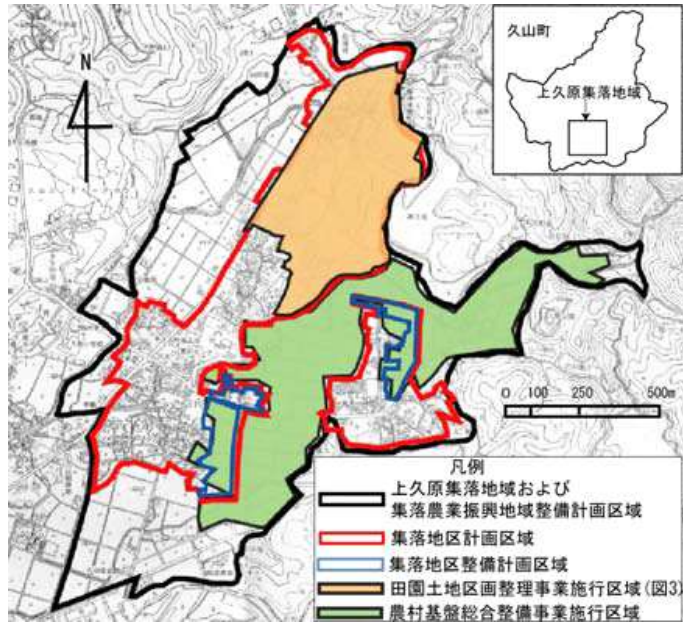 久山町
上久原集落地域
N
0 100 250 500m
凡例
上久原集落地域および
集落農業振興地域整備計画区域
集落地区計画区域
集落地区整備計画区域
田園土地区画整理事業施行区域(図3)
農村基盤総合整備事業施行区域